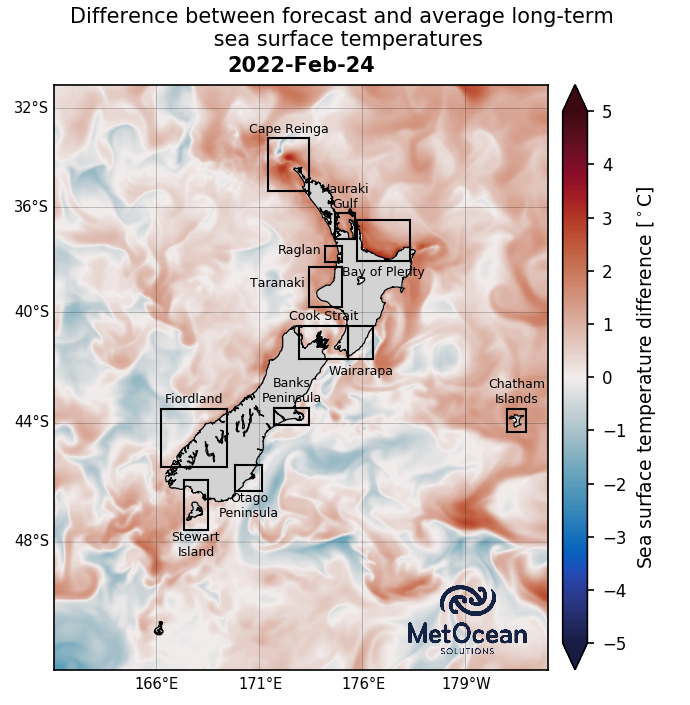 Difference between forecast and average long-term
sea surface temperatures
2022-Feb-24
32°S
36°S
40°S
44°S
48°S
166°E
171°E
176°E
179°W
Cape Reinga
Hauraki
Gulf
Raglan
Bay of Plenty
Taranaki
Cook Strait
Wairarapa
Banks
Peninsula
Fiordland
Chatham
Islands
Otago
Peninsula
Stewart
Island
MetOcean
SOLUTIONS
5
4
3
2
1
0
−1
−2
−3
−4
−5
Sea surface temperature difference [°C]